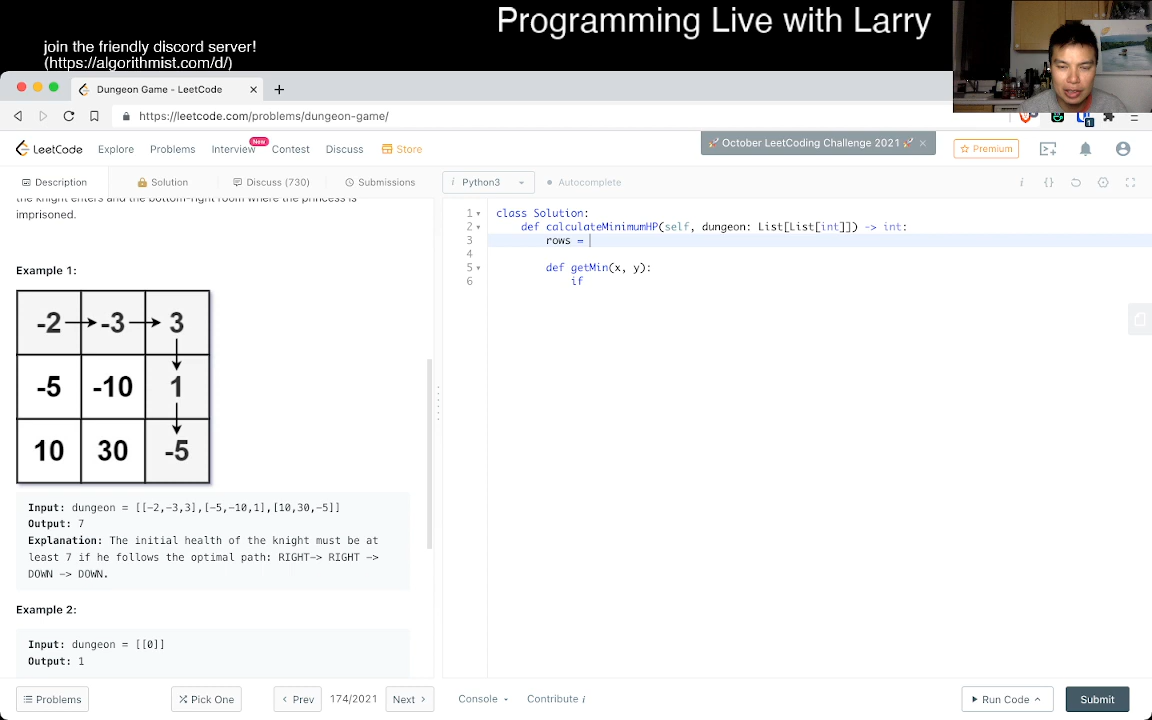 Programming Live with Larry
join the friendly discord server!
(https://algorithmist.com/d/)
Dungeon Game - LeetCode
https://leetcode.com/problems/dungeon-game/
LeetCode Explore Problems Interview New Contest Discuss Store
🚀 October LeetCoding Challenge 2021 🚀 ×
Premium
Description Solution Discuss (730) Submissions
i Python3 Autocomplete
the knight enters and the bottom-right room where the princess is
imprisoned.
Example 1:
-2 -3 3
-5 -10 1
10 30 -5
Input: dungeon = [[-2,-3,3],[-5,-10,1],[10,30,-5]]
Output: 7
Explanation: The initial health of the knight must be at
least 7 if he follows the optimal path: RIGHT-> RIGHT ->
DOWN -> DOWN.
Example 2:
Input: dungeon = [[0]]
Output: 1
1 class Solution:
2 def calculateMinimumHP(self, dungeon: List[List[int]]) -> int:
3 rows =
4
5 def getMin(x, y):
6 if
Problems Pick One < Prev 174/2021 Next >
Console Contribute i Run Code Submit